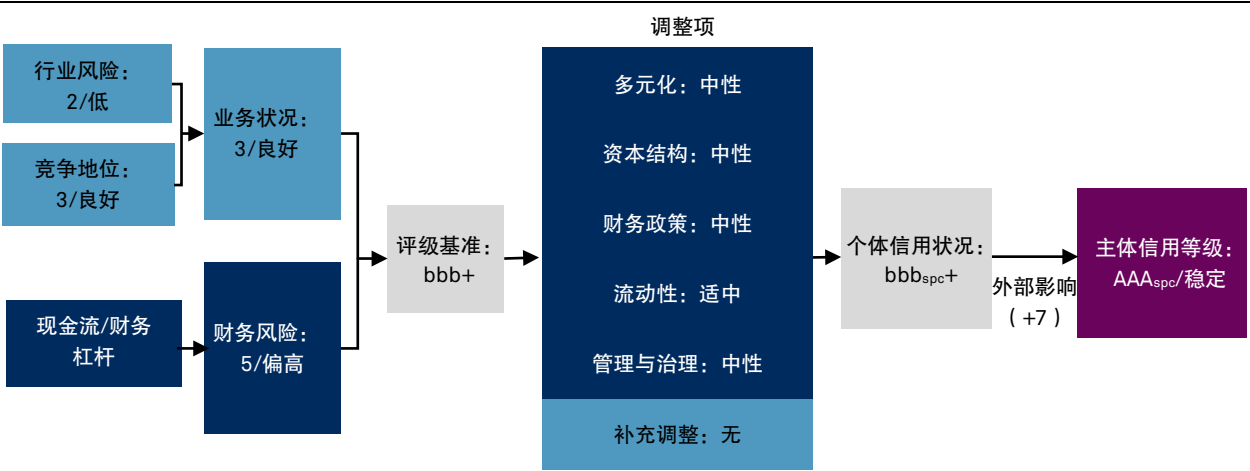 调整项
行业风险：
2/低
竞争地位：
3/良好
业务状况：
3/良好
现金流/财务
杠杆
财务风险：
5/偏高
评级基准：
bbb+
多元化：中性
资本结构：中性
财务政策：中性
流动性：适中
管理与治理：中性
补充调整：无
个体信用状况：
bbbspc+
外部影响
（+7）
主体信用等级：
AAAspc/稳定